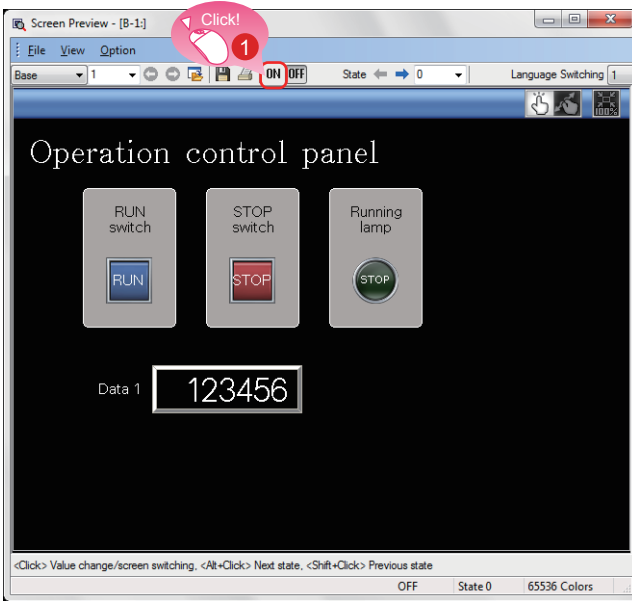 Screen Preview - [B-1:]
Click!
1
File View Option
Base 1 ON OFF State 0 Language Switching 1
100%
Operation control panel
RUN
switch
STOP
switch
Running
lamp
RUN
STOP
STOP
Data 1 123456
<Click> Value change/screen switching, <Alt+Click> Next state, <Shift+Click> Previous state
OFF State 0 65536 Colors